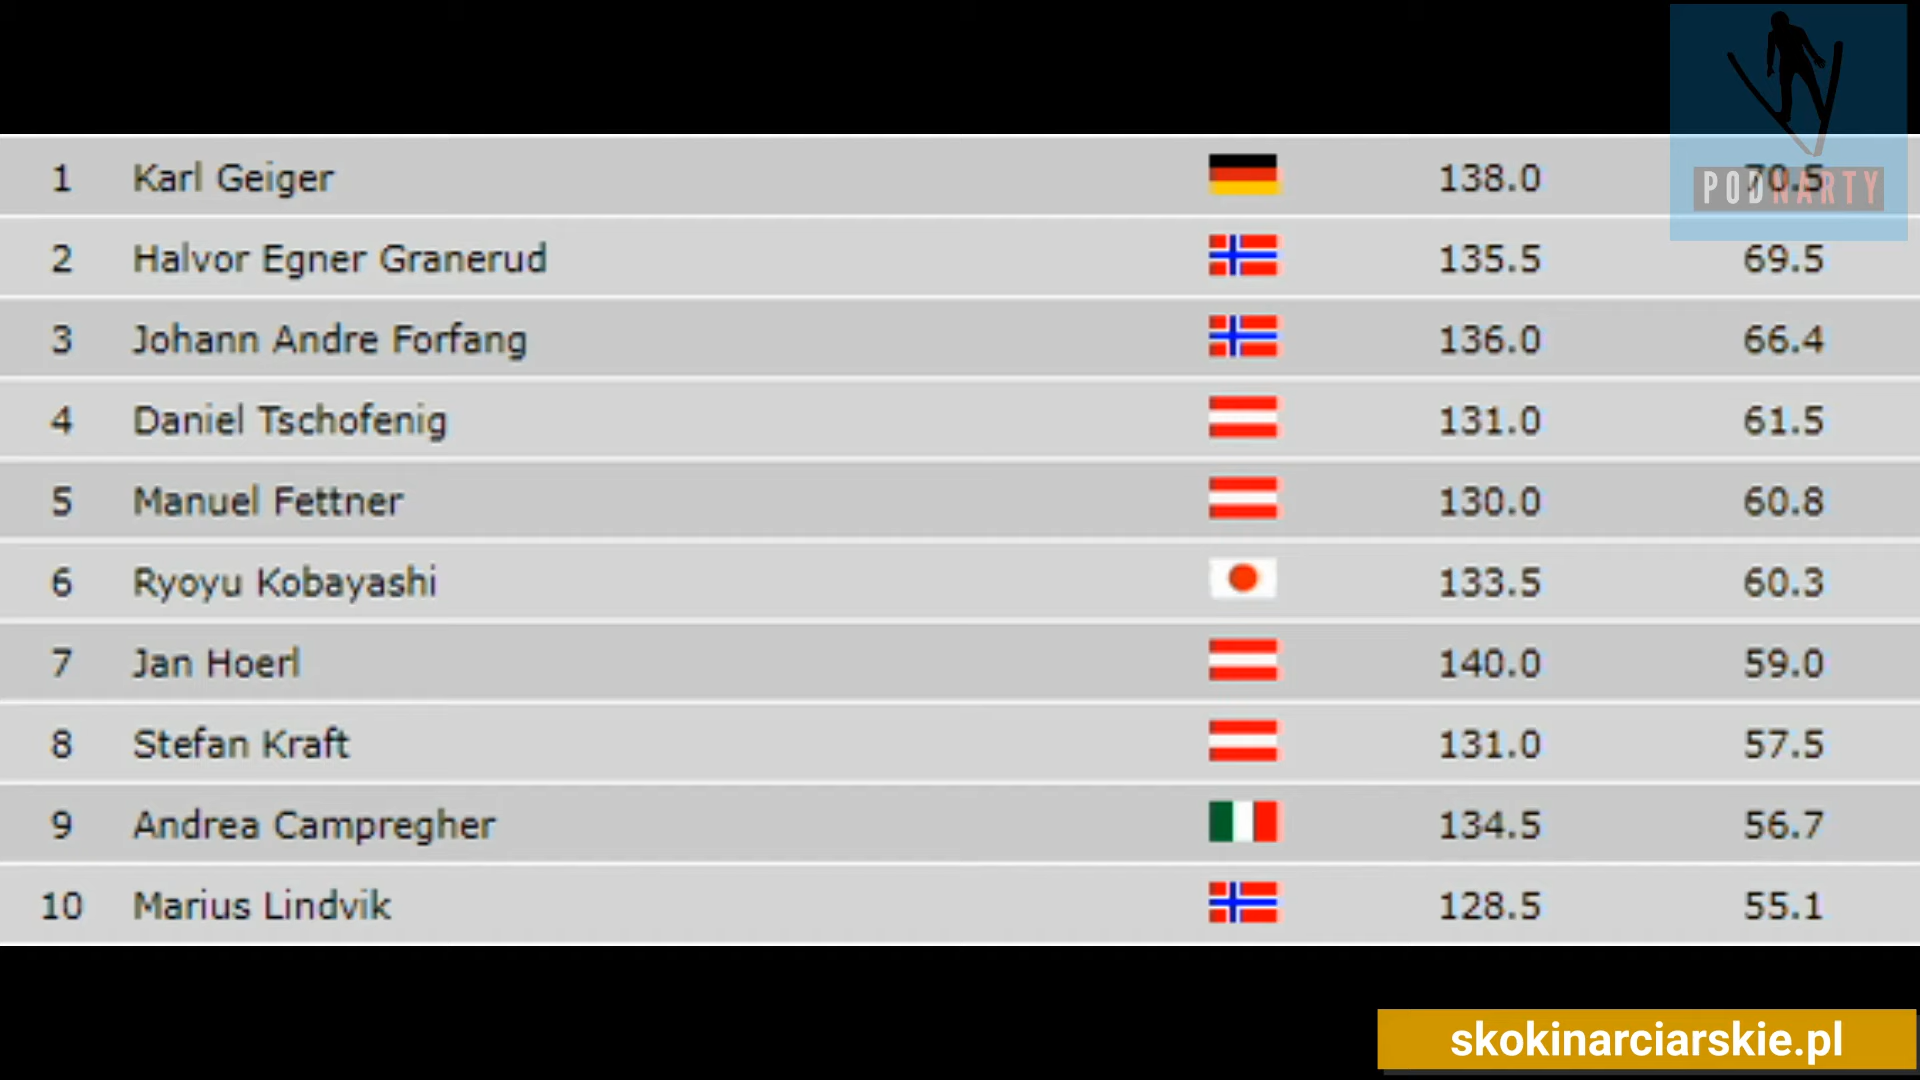 1 Karl Geiger 138.0 70.5
PODNARTY
2 Halvor Egner Granerud 135.5 69.5
3 Johann Andre Forfang 136.0 66.4
4 Daniel Tschofenig 131.0 61.5
5 Manuel Fettner 130.0 60.8
6 Ryoyu Kobayashi 133.5 60.3
7 Jan Hoerl 140.0 59.0
8 Stefan Kraft 131.0 57.5
9 Andrea Campregher 134.5 56.7
10 Marius Lindvik 128.5 55.1
skokinarciarskie.pl